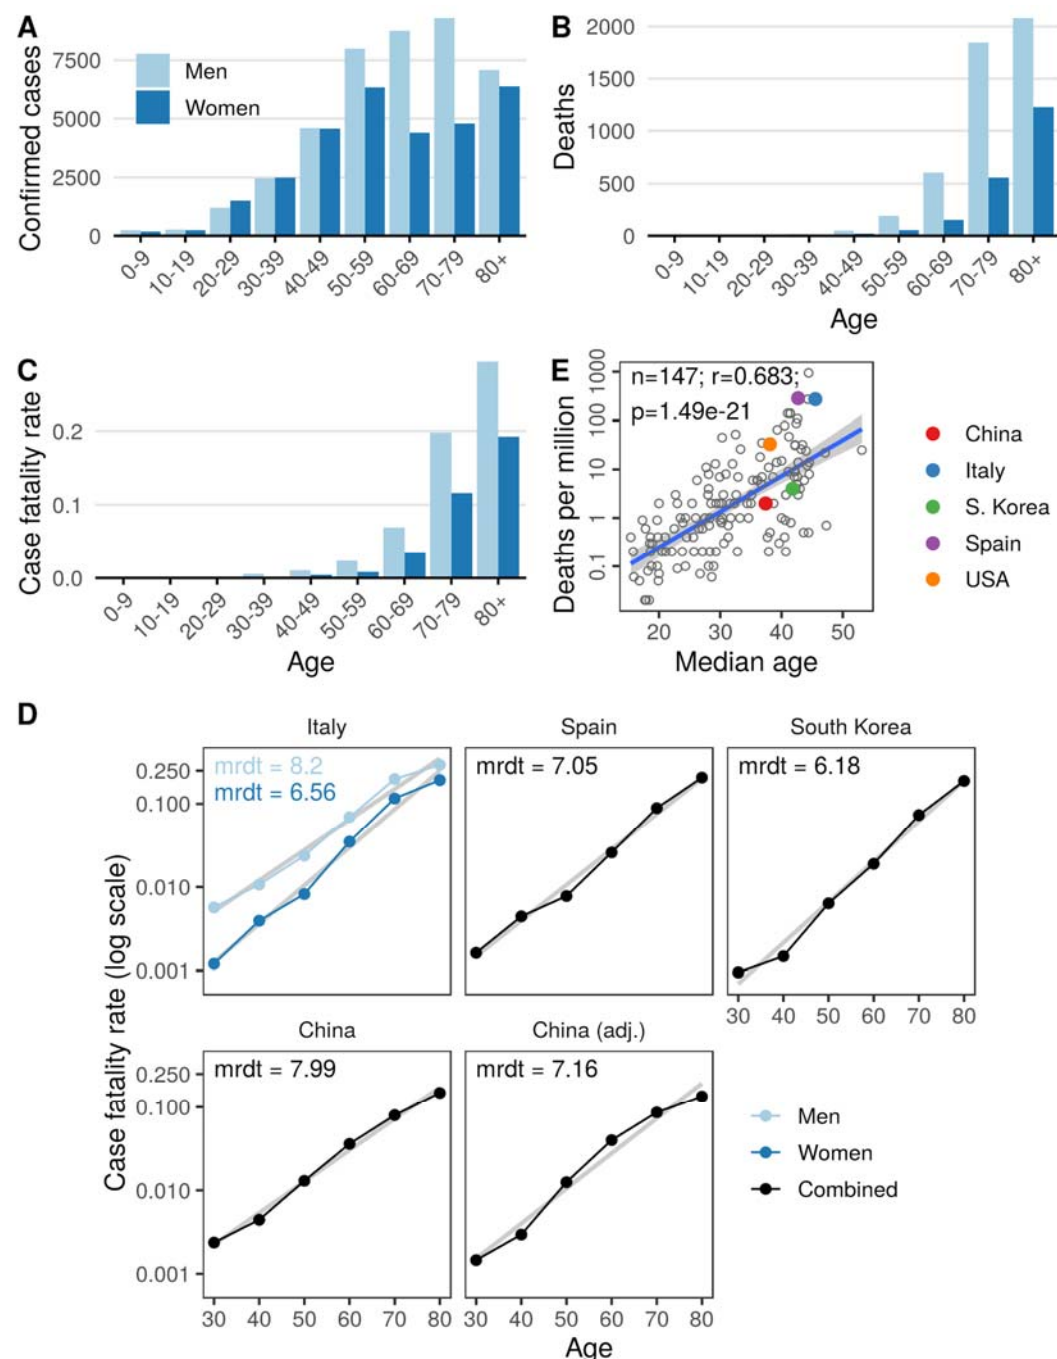 A
Confirmed cases
7500
5000
2500
0
Men
Women
0-9
10-19
20-29
30-39
40-49
50-59
60-69
70-79
80+
B
Deaths
2000
1500
1000
500
0
0-9
10-19
20-29
30-39
40-49
50-59
60-69
70-79
80+
Age
C
Case fatality rate
0.2
0.1
0.0
0-9
10-19
20-29
30-39
40-49
50-59
60-69
70-79
80+
Age
E
Deaths per million
1000
100
10
1
0.1
n=147; r=0.683;
p=1.49e-21
20 30 40 50
Median age
China
Italy
S. Korea
Spain
USA
D
Case fatality rate (log scale)
Italy
Spain
South Korea
0.250
0.100
0.010
0.001
mrdt = 8.2
mrdt = 6.56
mrdt = 7.05
mrdt = 6.18
30 40 50 60 70 80
China
China (adj.)
0.250
0.100
0.010
0.001
mrdt = 7.99
mrdt = 7.16
30 40 50 60 70 80
30 40 50 60 70 80
Age
Men
Women
Combined